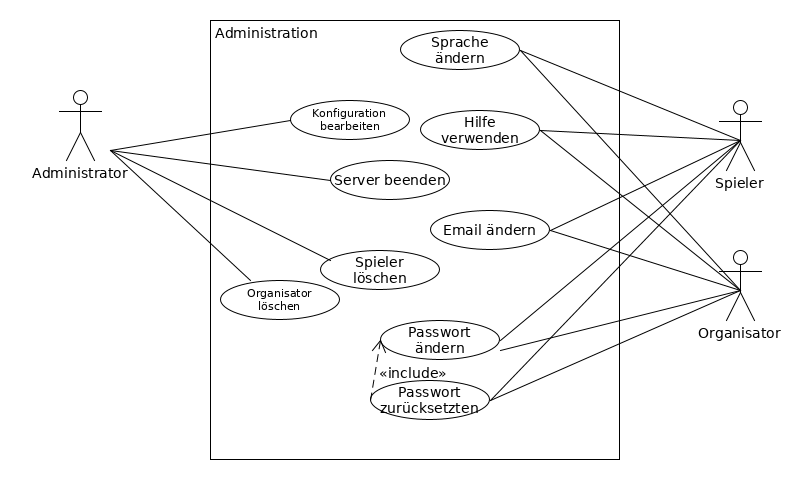 Administration
Sprache
ändern
Konfiguration
bearbeiten
Hilfe
verwenden
Administrator
Server beenden
Spieler
Email ändern
Spieler
löschen
Organisator
löschen
Organisator
Passwort
ändern
«include»
Passwort
zurücksetzten